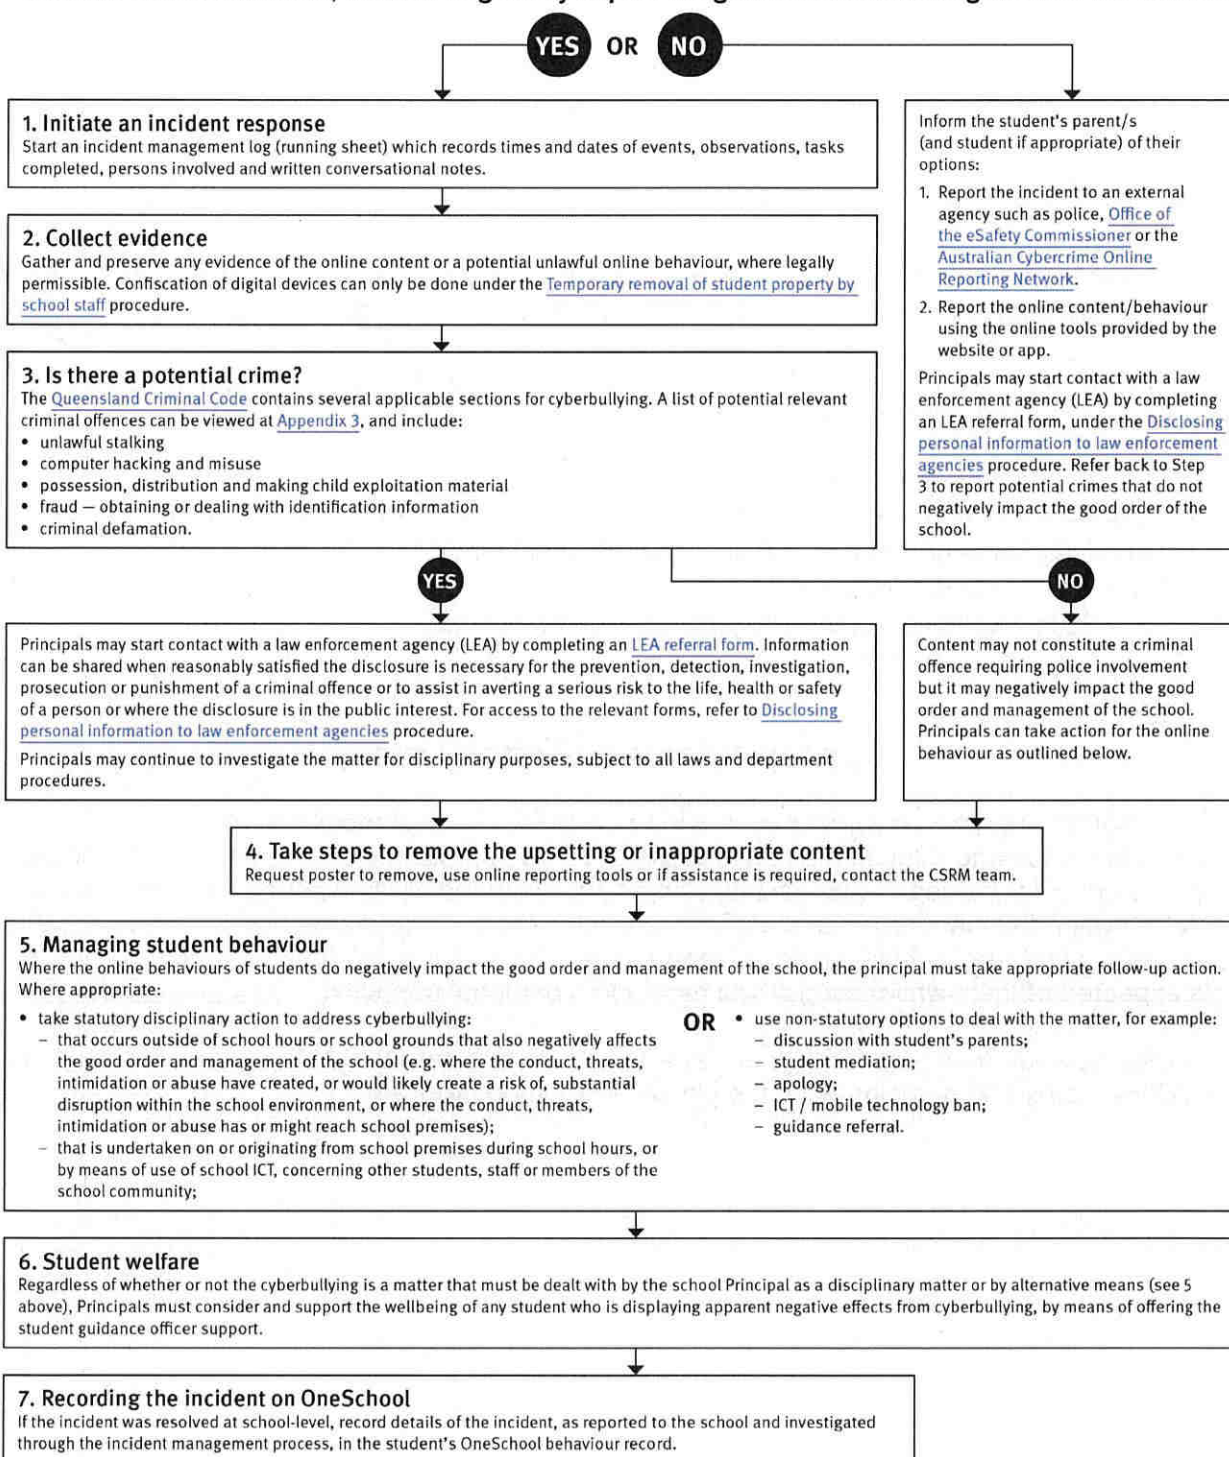 YES OR NO
1. Initiate an incident response
Start an incident management log (running sheet) which records times and dates of events, observations, tasks
completed, persons involved and written conversational notes.
2. Collect evidence
Gather and preserve any evidence of the online content or a potential unlawful online behaviour, where legally
permissible. Confiscation of digital devices can only be done under the Temporary removal of student property by
school staff procedure.
3. Is there a potential crime?
The Queensland Criminal Code contains several applicable sections for cyberbullying. A list of potential relevant
criminal offences can be viewed at Appendix 3, and include:
• unlawful stalking
• computer hacking and misuse
• possession, distribution and making child exploitation material
• fraud — obtaining or dealing with identification information
• criminal defamation.
Inform the student's parent/s
(and student if appropriate) of their
options:
1. Report the incident to an external
agency such as police, Office of
the eSafety Commissioner or the
Australian Cybercrime Online
Reporting Network.
2. Report the online content/behaviour
using the online tools provided by the
website or app.
Principals may start contact with a law
enforcement agency (LEA) by completing
an LEA referral form, under the Disclosing
personal information to law enforcement
agencies procedure. Refer back to Step
3 to report potential crimes that do not
negatively impact the good order of the
school.
YES
NO
Principals may start contact with a law enforcement agency (LEA) by completing an LEA referral form. Information
can be shared when reasonably satisfied the disclosure is necessary for the prevention, detection, investigation,
prosecution or punishment of a criminal offence or to assist in averting a serious risk to the life, health or safety
of a person or where the disclosure is in the public interest. For access to the relevant forms, refer to Disclosing
personal information to law enforcement agencies procedure.
Principals may continue to investigate the matter for disciplinary purposes, subject to all laws and department
procedures.
Content may not constitute a criminal
offence requiring police involvement
but it may negatively impact the good
order and management of the school.
Principals can take action for the online
behaviour as outlined below.
4. Take steps to remove the upsetting or inappropriate content
Request poster to remove, use online reporting tools or if assistance is required, contact the CSRM team.
5. Managing student behaviour
Where the online behaviours of students do negatively impact the good order and management of the school, the principal must take appropriate follow-up action.
Where appropriate:
• take statutory disciplinary action to address cyberbullying:
– that occurs outside of school hours or school grounds that also negatively affects
the good order and management of the school (e.g. where the conduct, threats,
intimidation or abuse have created, or would likely create a risk of, substantial
disruption within the school environment, or where the conduct, threats,
intimidation or abuse has or might reach school premises);
– that is undertaken on or originating from school premises during school hours, or
by means of use of school ICT, concerning other students, staff or members of the
school community;
OR
• use non-statutory options to deal with the matter, for example:
– discussion with student's parents;
– student mediation;
– apology;
– ICT / mobile technology ban;
– guidance referral.
6. Student welfare
Regardless of whether or not the cyberbullying is a matter that must be dealt with by the school Principal as a disciplinary matter or by alternative means (see 5
above), Principals must consider and support the wellbeing of any student who is displaying apparent negative effects from cyberbullying, by means of offering the
student guidance officer support.
7. Recording the incident on OneSchool
If the incident was resolved at school-level, record details of the incident, as reported to the school and investigated
through the incident management process, in the student's OneSchool behaviour record.